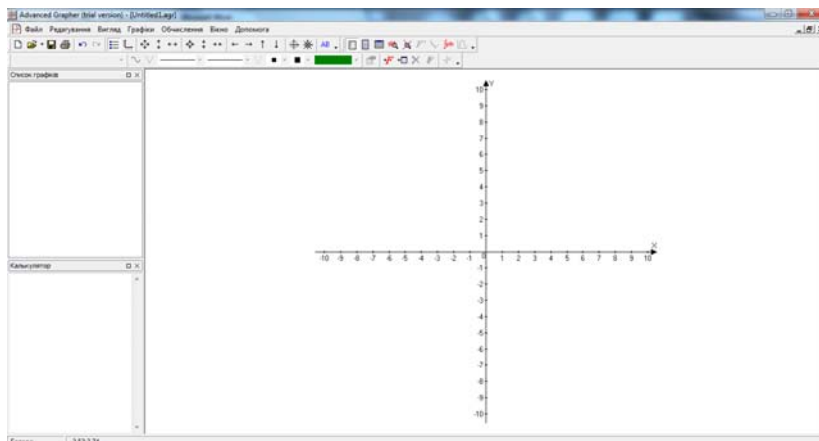 Advanced Grapher (trial version) - [Untitled1.agr]
Файл Редагування Вигляд Графіки Обчислення Вікно Допомога
Список графіків
Калькулятор
Y
10
9
8
7
6
5
4
3
2
1
X
-10 -9 -8 -7 -6 -5 -4 -3 -2 -1 0 1 2 3 4 5 6 7 8 9 10
-1
-2
-3
-4
-5
-6
-7
-8
-9
-10